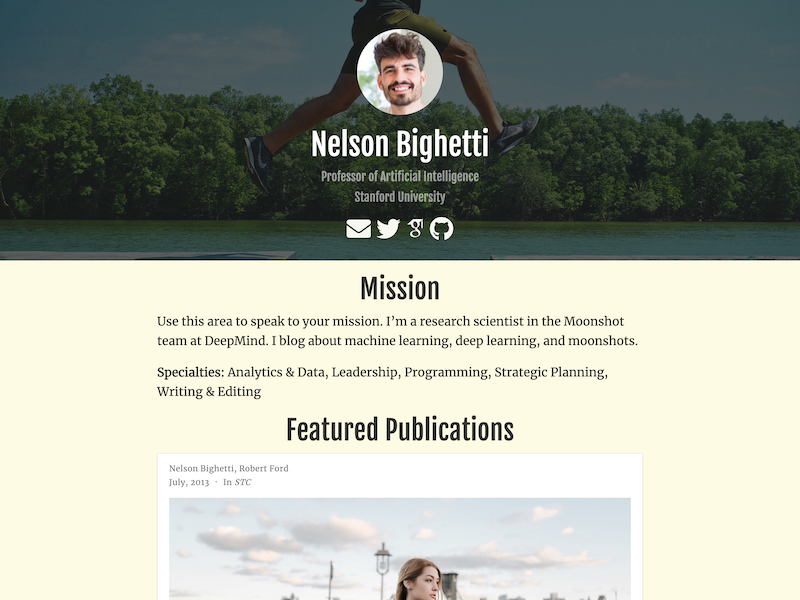 Nelson Bighetti
Professor of Artificial Intelligence
Stanford University
Mission
Use this area to speak to your mission. I’m a research scientist in the Moonshot
team at DeepMind. I blog about machine learning, deep learning, and moonshots.
Specialties: Analytics & Data, Leadership, Programming, Strategic Planning,
Writing & Editing
Featured Publications
Nelson Bighetti, Robert Ford
July, 2013 · In STC